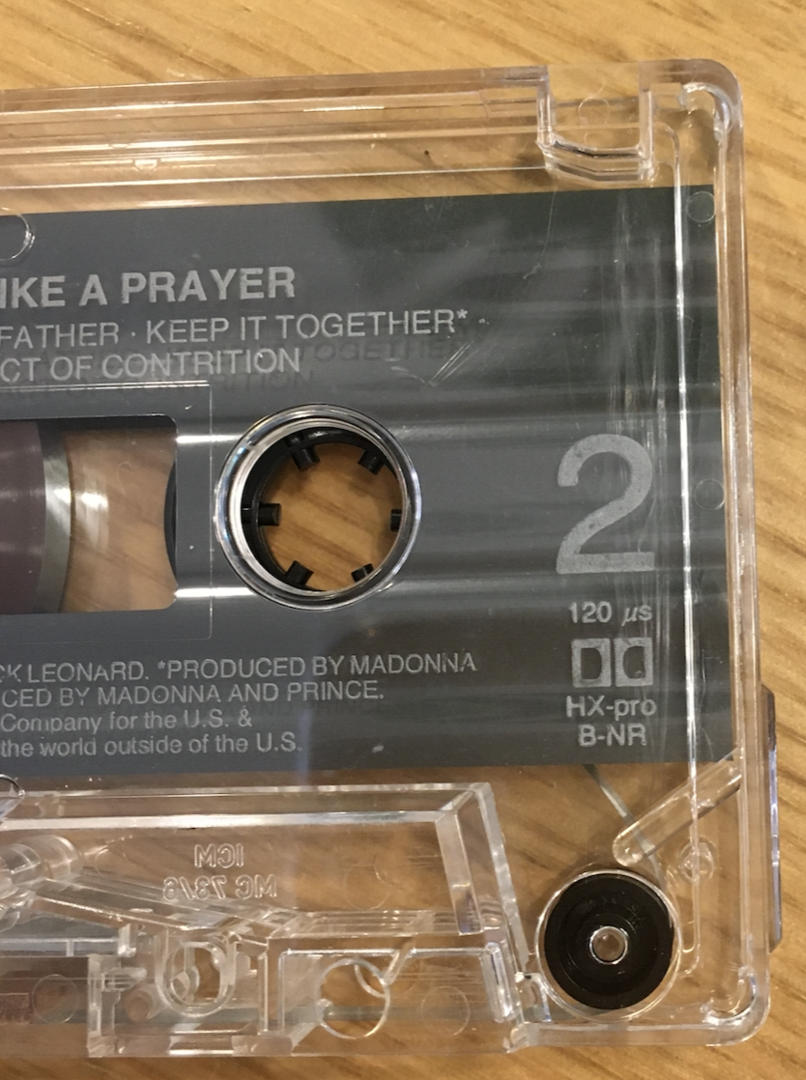 IKE A PRAYER
FATHER · KEEP IT TOGETHER*
CT OF CONTRITION
2
120 µs
HX-pro
B-NR
CK LEONARD. *PRODUCED BY MADONNA
CED BY MADONNA AND PRINCE.
Company for the U.S. &
the world outside of the U.S.
ICM
MC 73/9